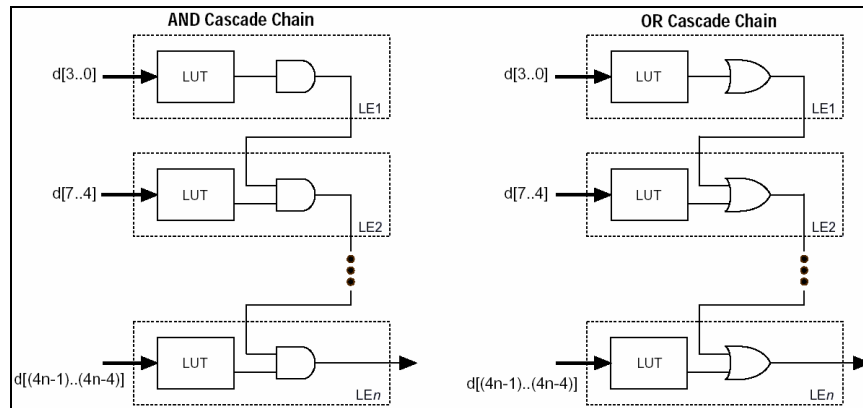 AND Cascade Chain
d[3..0]
LUT
LE1
d[7..4]
LUT
LE2
d[(4n-1)..(4n-4)]
LUT
LEn
OR Cascade Chain
d[3..0]
LUT
LE1
d[7..4]
LUT
LE2
d[(4n-1)..(4n-4)]
LUT
LEn